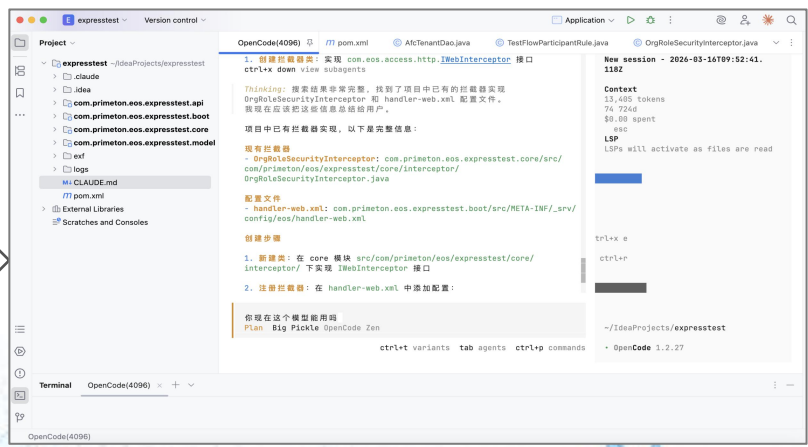 E expresstest Version control Application
Project
OpenCode(4096) m pom.xml © AfcTenantDao.java © TestFlowParticipantRule.java © OrgRoleSecurityInterceptor.java
expresstest ~/IdeaProjects/expresstest
.claude
.idea
com.primeton.eos.expresstest.api
com.primeton.eos.expresstest.boot
com.primeton.eos.expresstest.core
com.primeton.eos.expresstest.model
exf
logs
M↓ CLAUDE.md
m pom.xml
External Libraries
Scratches and Consoles
1. 创建拦截器类: 实现 com.eos.access.http.IWebInterceptor 接口
ctrl+x down view subagents
Thinking: 搜索结果非常完整，找到了项目中已有的拦截器实现
OrgRoleSecurityInterceptor 和 handler-web.xml 配置文件。
我现在应该把这些信息总结给用户。
项目中已有拦截器实现，以下是完整信息：
现有拦截器
- OrgRoleSecurityInterceptor: com.primeton.eos.expresstest.core/src/
com/primeton/eos/expresstest/core/interceptor/
OrgRoleSecurityInterceptor.java
配置文件
- handler-web.xml: com.primeton.eos.expresstest.boot/src/META-INF/_srv/
config/eos/handler-web.xml
创建步骤
1. 新建类: 在 core 模块 src/com/primeton/eos/expresstest/core/
interceptor/ 下实现 IWebInterceptor 接口
2. 注册拦截器: 在 handler-web.xml 中添加配置:
你现在这个模型能用吗
Plan Big Pickle OpenCode Zen
ctrl+t variants tab agents ctrl+p commands
New session - 2026-03-16T09:52:41.
118Z
Context
13,405 tokens
74 724d
$0.00 spent
esc
LSP
LSPs will activate as files are read
trl+x e
ctrl+r
~/IdeaProjects/expresstest
• OpenCode 1.2.27
Terminal OpenCode(4096)
OpenCode(4096)